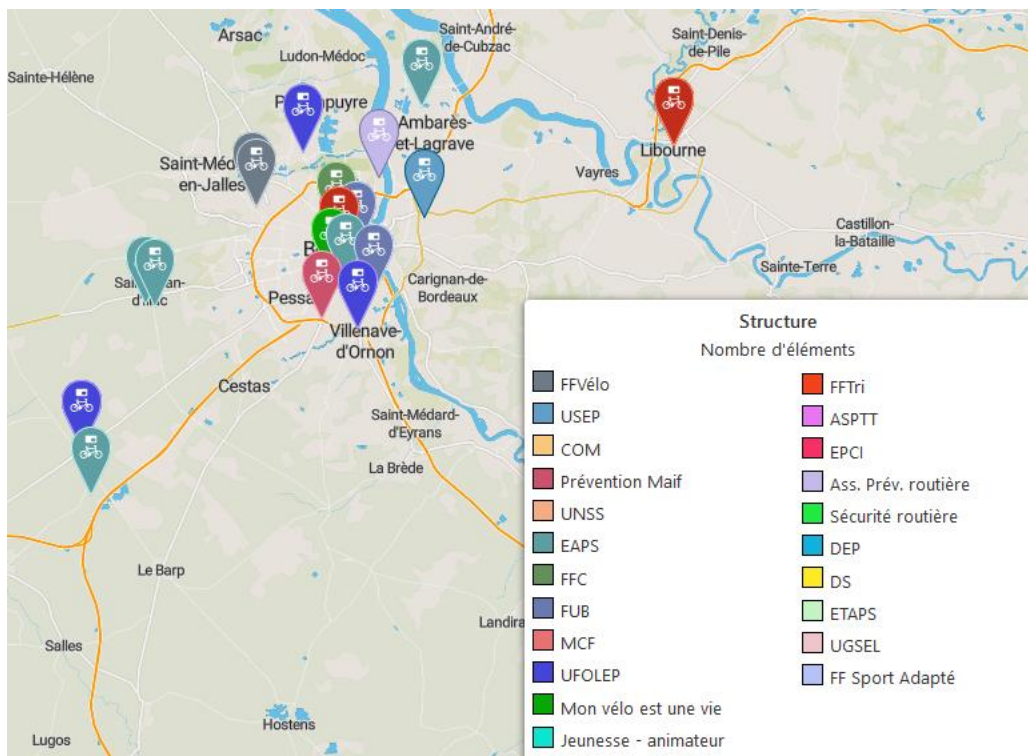 Arsac
Saint-André-
de-Cubzac
Saint-Denis-
de-Pile
Ludon-Médoc
Sainte-Hélène
Ambarès-
et-Lagrave
Libourne
en-Jalles
Vayres
Castillon-
la-Bataille
Sainte-Terre
Carignan-de-
Bordeaux
Villenave-
d'Ornon
Cestas
Saint-Médard-
d'Eyrans
La Brède
Le Barp
Salles
Hostens
Lugos
Structure
Nombre d'éléments
FFVélo
USEP
COM
Prévention Maif
UNSS
EAPS
FFC
FUB
MCF
UFOLEP
Mon vélo est une vie
Jeunesse - animateur
FFTri
ASPTT
EPCI
Ass. Prév. routière
Sécurité routière
DEP
DS
ETAPS
UGSEL
FF Sport Adapté